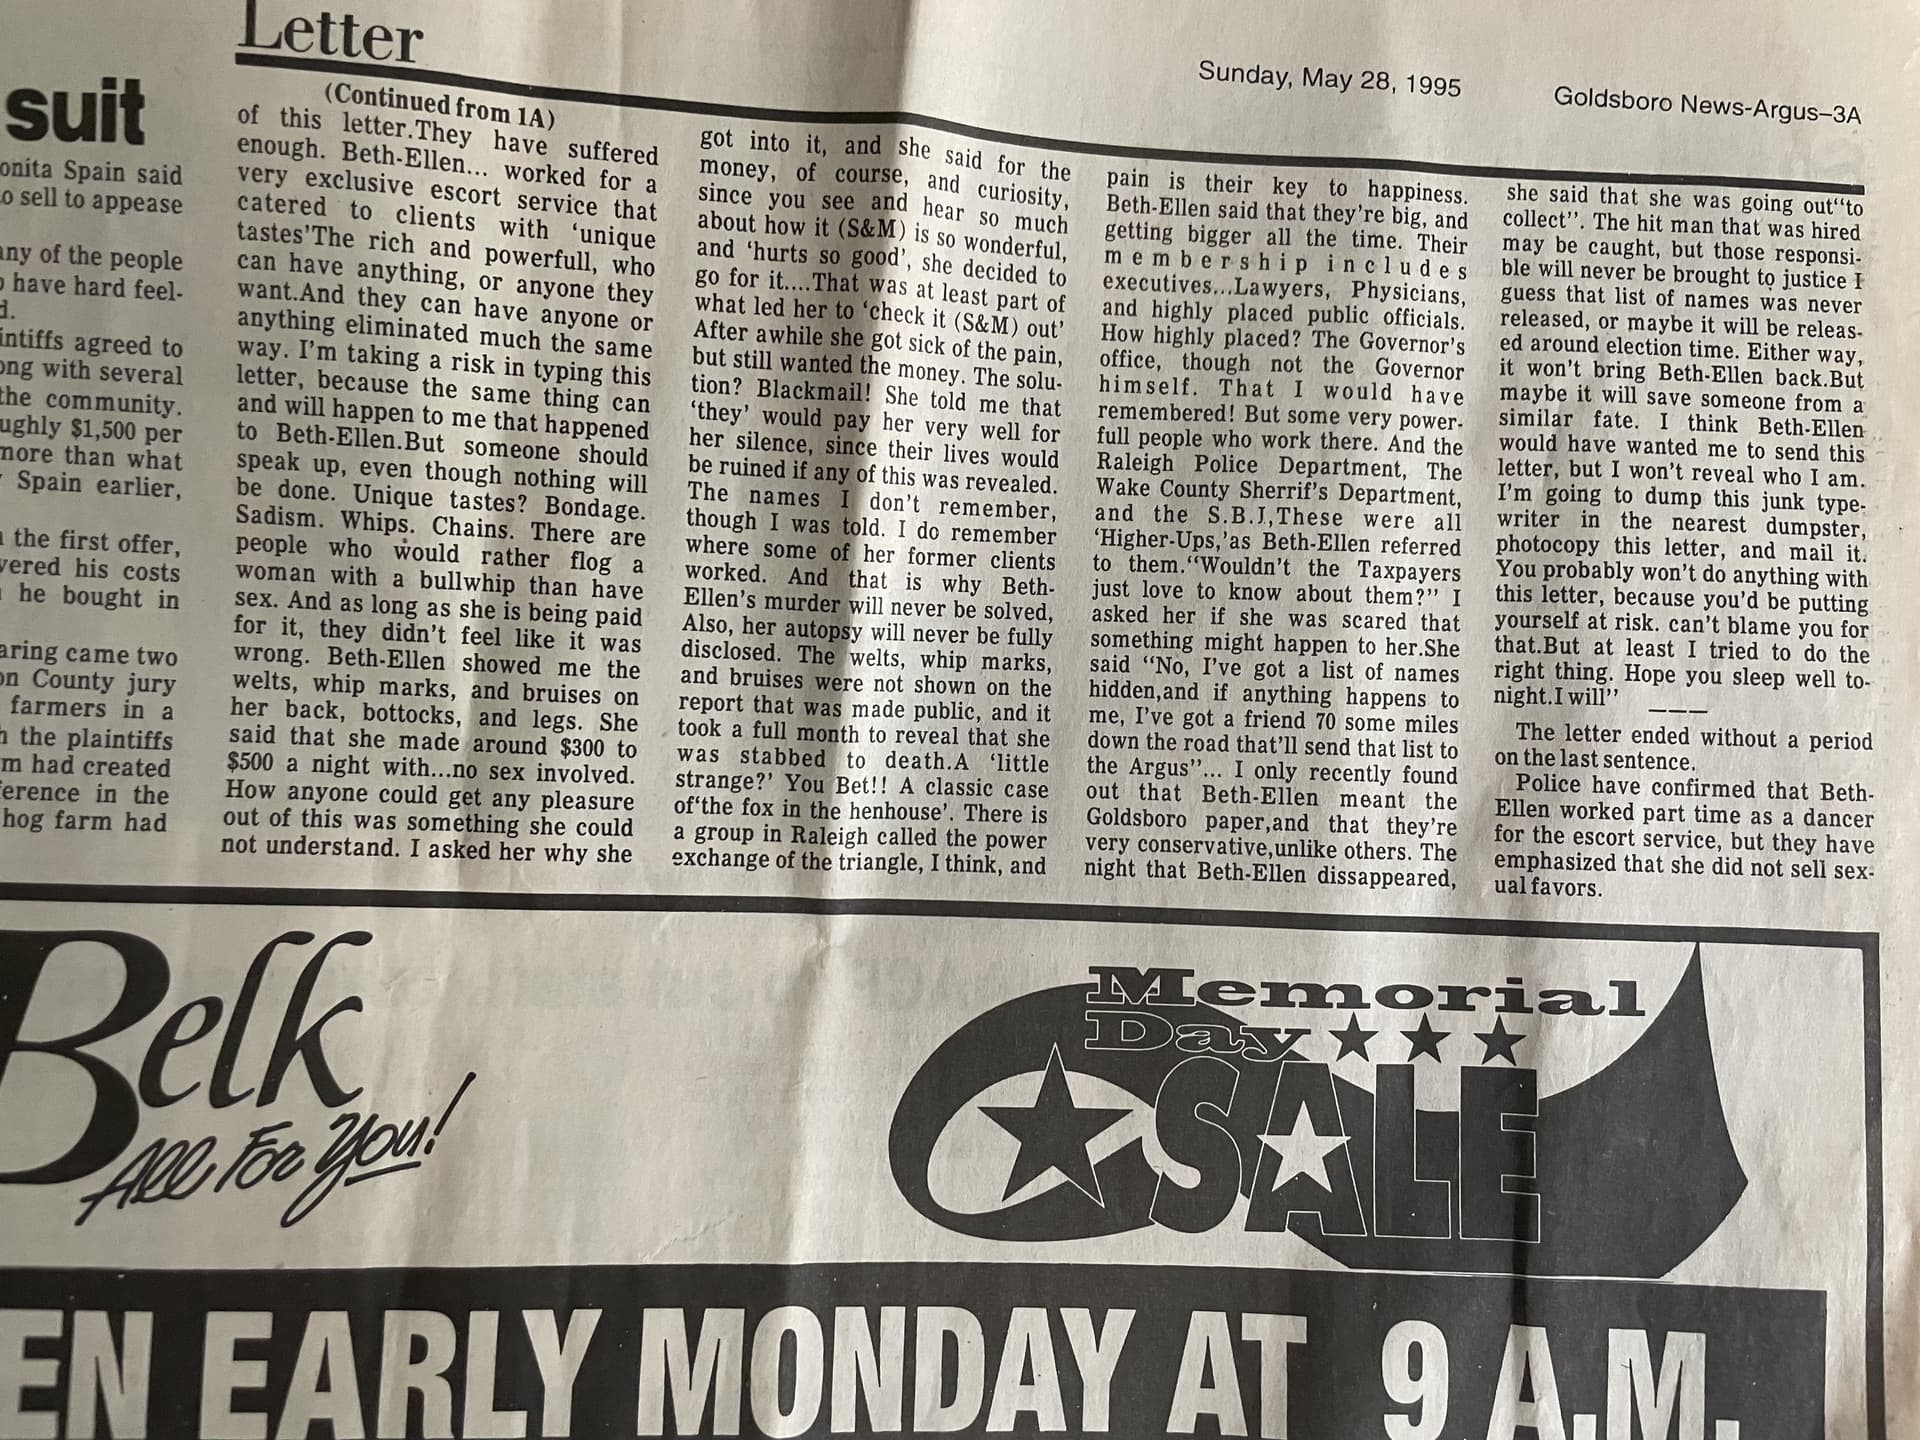 Letter
Sunday, May 28, 1995
Goldsboro News-Argus–3A
suit
onita Spain said
o sell to appease
any of the people
o have hard feel-
d.
intiffs agreed to
ong with several
the community.
ughly $1,500 per
more than what
Spain earlier,
the first offer,
vered his costs
he bought in
aring came two
on County jury
farmers in a
h the plaintiffs
m had created
ference in the
hog farm had
(Continued from 1A)
of this letter.They have suffered
enough. Beth-Ellen... worked for a
very exclusive escort service that
catered to clients with 'unique
tastes'The rich and powerfull, who
can have anything, or anyone they
want.And they can have anyone or
anything eliminated much the same
way. I'm taking a risk in typing this
letter, because the same thing can
and will happen to me that happened
to Beth-Ellen.But someone should
speak up, even though nothing will
be done. Unique tastes? Bondage.
Sadism. Whips. Chains. There are
people who would rather flog a
woman with a bullwhip than have
sex. And as long as she is being paid
for it, they didn't feel like it was
wrong. Beth-Ellen showed me the
welts, whip marks, and bruises on
her back, bottocks, and legs. She
said that she made around $300 to
$500 a night with...no sex involved.
How anyone could get any pleasure
out of this was something she could
not understand. I asked her why she
got into it, and she said for the
money, of course, and curiosity,
since you see and hear so much
about how it (S&M) is so wonderful,
and 'hurts so good', she decided to
go for it....That was at least part of
what led her to 'check it (S&M) out'
After awhile she got sick of the pain,
but still wanted the money. The solu-
tion? Blackmail! She told me that
'they' would pay her very well for
her silence, since their lives would
be ruined if any of this was revealed.
The names I don't remember,
though I was told. I do remember
where some of her former clients
worked. And that is why Beth-
Ellen's murder will never be solved,
Also, her autopsy will never be fully
disclosed. The welts, whip marks,
and bruises were not shown on the
report that was made public, and it
took a full month to reveal that she
was stabbed to death.A 'little
strange?' You Bet!! A classic case
of'the fox in the henhouse'. There is
a group in Raleigh called the power
exchange of the triangle, I think, and
pain is their key to happiness.
Beth-Ellen said that they're big, and
getting bigger all the time. Their
membership includes
executives...Lawyers, Physicians,
and highly placed public officials.
How highly placed? The Governor's
office, though not the Governor
himself. That I would have
remembered! But some very power-
full people who work there. And the
Raleigh Police Department, The
Wake County Sherrif's Department,
and the S.B.J,These were all
'Higher-Ups,'as Beth-Ellen referred
to them."Wouldn't the Taxpayers
just love to know about them?" I
asked her if she was scared that
something might happen to her.She
said "No, I've got a list of names
hidden,and if anything happens to
me, I've got a friend 70 some miles
down the road that'll send that list to
the Argus"... I only recently found
out that Beth-Ellen meant the
Goldsboro paper,and that they're
very conservative,unlike others. The
night that Beth-Ellen dissappeared,
she said that she was going out"to
collect". The hit man that was hired
may be caught, but those responsi-
ble will never be brought to justice I
guess that list of names was never
released, or maybe it will be releas-
ed around election time. Either way,
it won't bring Beth-Ellen back.But
maybe it will save someone from a
similar fate. I think Beth-Ellen
would have wanted me to send this
letter, but I won't reveal who I am.
I'm going to dump this junk type-
writer in the nearest dumpster,
photocopy this letter, and mail it.
You probably won't do anything with
this letter, because you'd be putting
yourself at risk. can't blame you for
that.But at least I tried to do the
right thing. Hope you sleep well to-
night.I will"
———
The letter ended without a period
on the last sentence.
Police have confirmed that Beth-
Ellen worked part time as a dancer
for the escort service, but they have
emphasized that she did not sell sex-
ual favors.
Belk
All For You!
Memorial
Day
SALE
EN EARLY MONDAY AT 9 A.M.